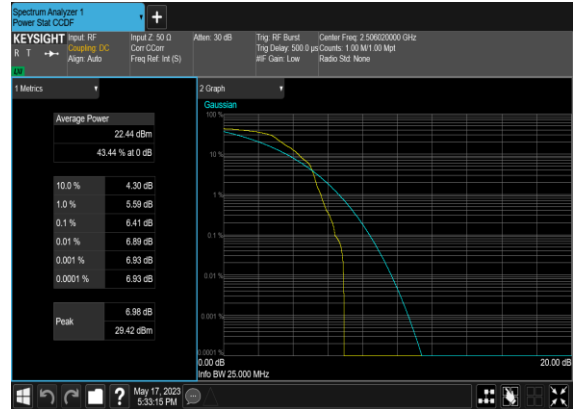 Spectrum Analyzer 1
Power Stat CCDF
KEYSIGHT
R T
LXI
Input: RF
Coupling: DC
Align: Auto
Input Z: 50 Ω
Corr CCorr
Freq Ref: Int (S)
Atten: 30 dB
Trig: RF Burst
Trig Delay: 500.0 µs
#IF Gain: Low
Center Freq: 2.506020000 GHz
Counts: 1.00 M/1.00 Mpt
Radio Std: None
1 Metrics
Average Power
22.44 dBm
43.44 % at 0 dB
10.0 % 4.30 dB
1.0 % 5.59 dB
0.1 % 6.41 dB
0.01 % 6.89 dB
0.001 % 6.93 dB
0.0001 % 6.93 dB
Peak
6.98 dB
29.42 dBm
2 Graph
Gaussian
100 %
10 %
1 %
0.1 %
0.01 %
0.001 %
0.0001 %
0.00 dB 20.00 dB
Info BW 25.000 MHz
May 17, 2023
5:33:15 PM